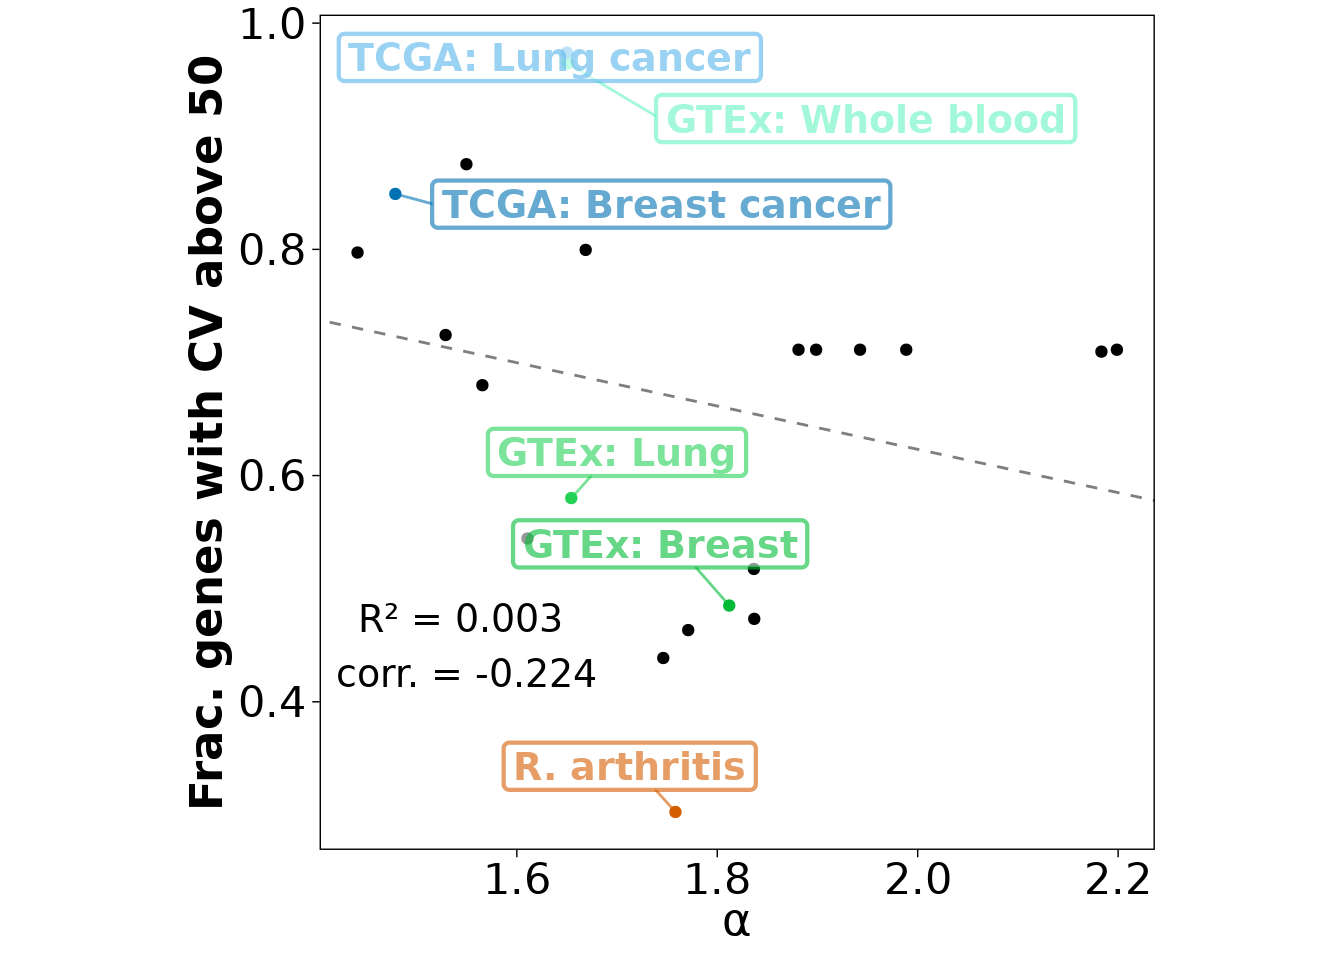 1.0
TCGA: Lung cancer
GTEx: Whole blood
TCGA: Breast cancer
0.8
GTEx: Lung
0.6
GTEx: Breast
R² = 0.003
corr. = -0.224
0.4
R. arthritis
Frac. genes with CV above 50
1.6 1.8 2.0 2.2
α